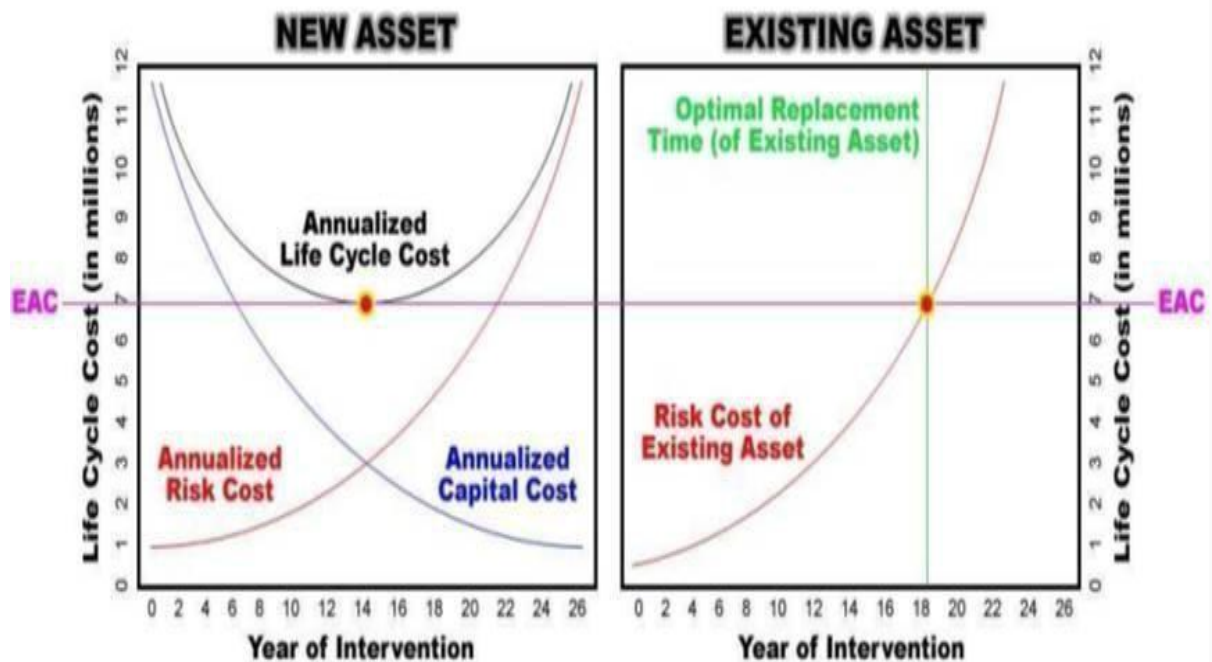 NEW ASSET
EXISTING ASSET
Life Cycle Cost (in millions)
12
11
10
9
8
7
6
5
4
3
2
1
0
EAC
Annualized
Life Cycle Cost
Annualized
Risk Cost
Annualized
Capital Cost
0 2 4 6 8 10 12 14 16 18 20 22 24 26
Year of Intervention
Optimal Replacement
Time (of Existing Asset)
Risk Cost of
Existing Asset
0 2 4 6 8 10 12 14 16 18 20 22 24 26
Year of Intervention
12
11
10
9
8
7
6
5
4
3
2
1
0
Life Cycle Cost (in millions)
EAC